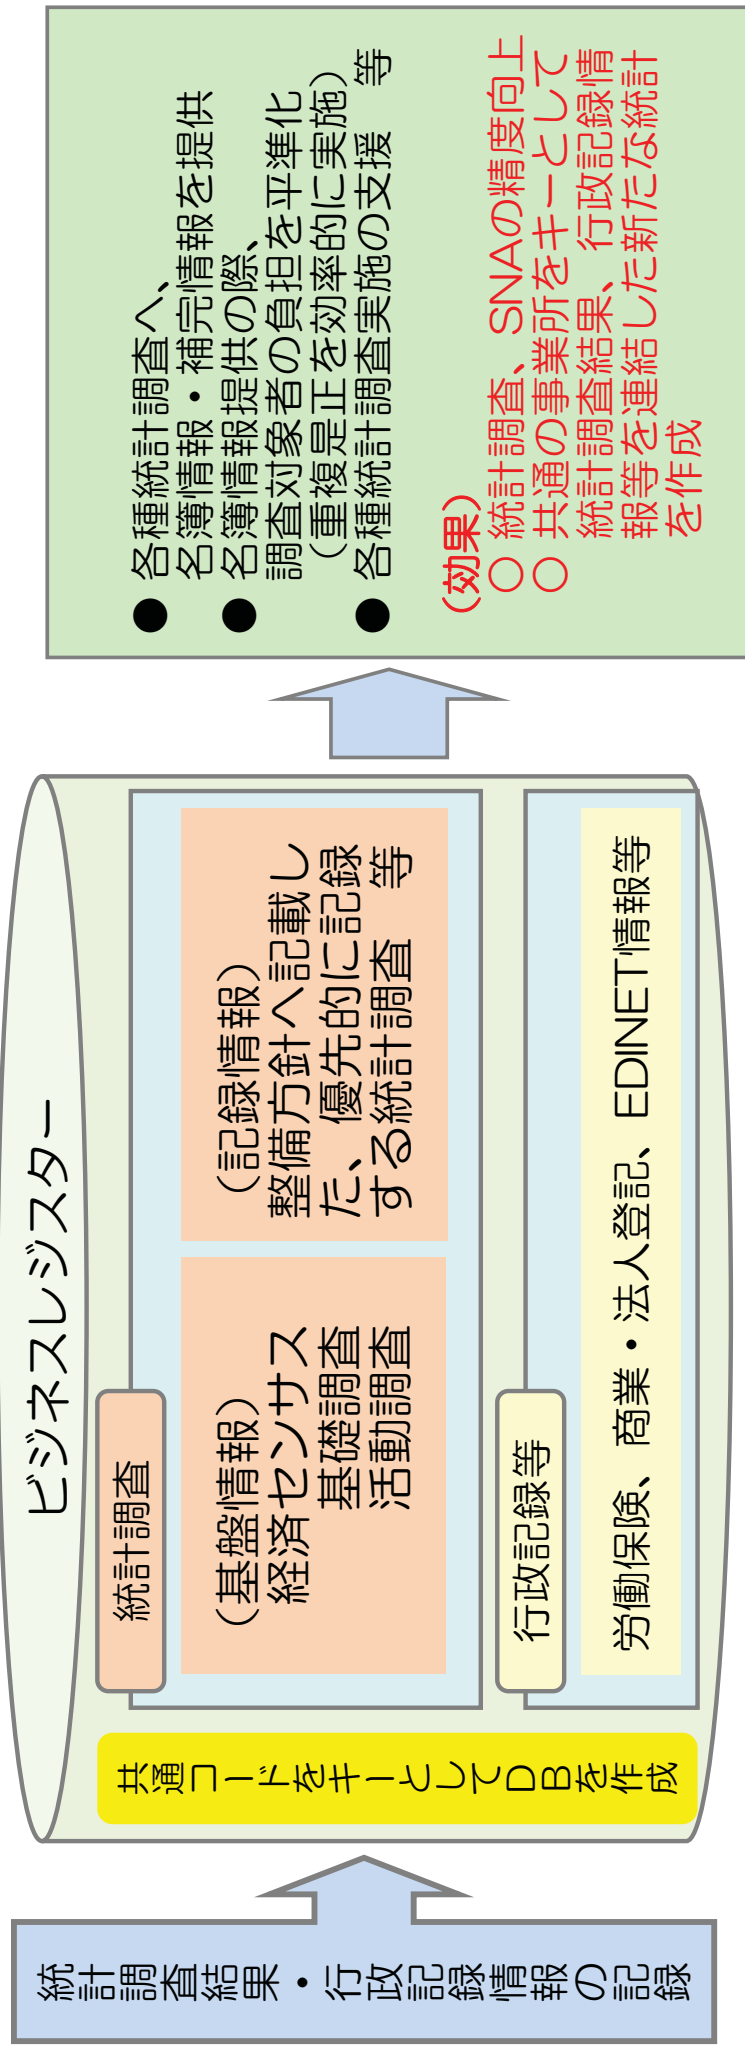 統計調査結果・行政記録情報の記録
ビジネスレジスター
共通コードをキーとしてDBを作成
統計調査
（基盤情報）
経済センサス
基礎調査
活動調査
（記録情報）
整備方針へ記載し
た、優先的に記録
する統計調査　等
行政記録等
労働保険、商業・法人登記、EDINET情報等
● 各種統計調査へ、
名簿情報・補完情報を提供
● 名簿情報提供の際、
調査対象者の負担を平準化
（重複是正を効率的に実施）
● 各種統計調査実施の支援　等
（効果）
○ 統計調査、SNAの精度向上
○ 共通の事業所をキーとして
統計調査結果、行政記録情
報等を連結した新たな統計
を作成